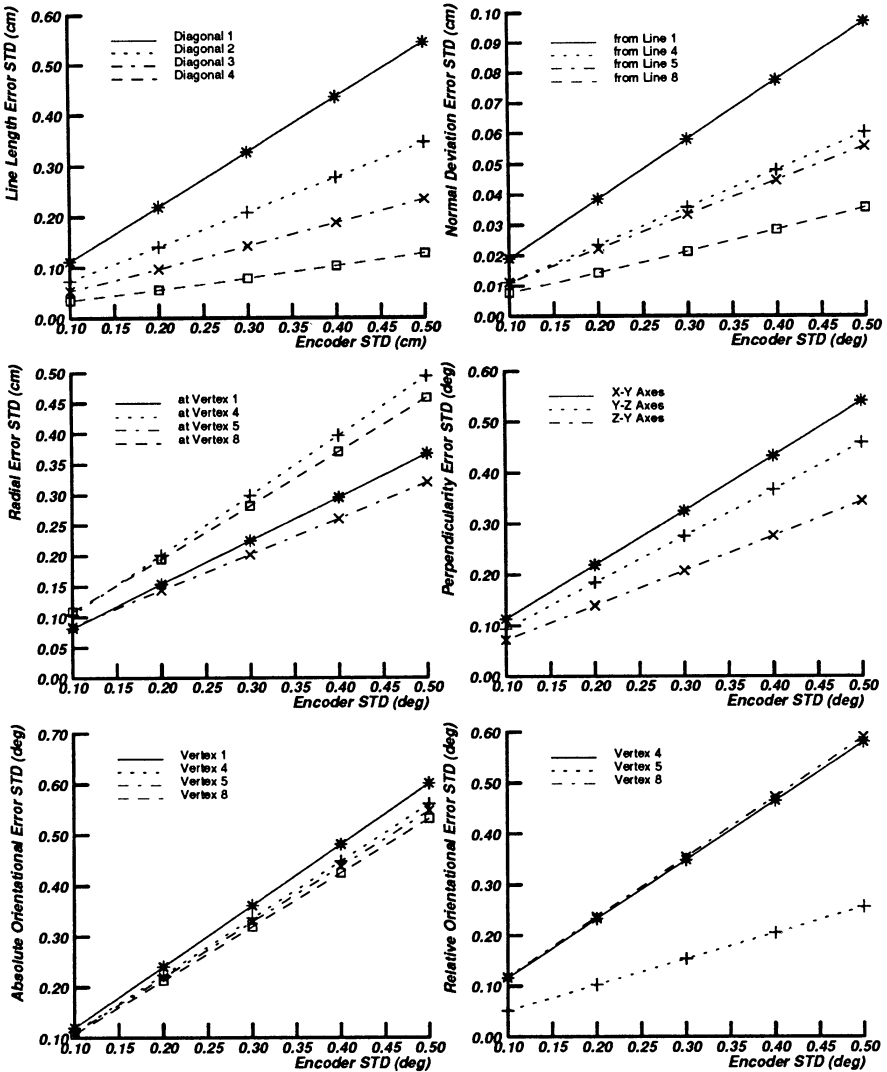 Line Length Error STD (cm)
0.60
0.50
0.40
0.30
0.20
0.10
0.00
Diagonal 1
Diagonal 2
Diagonal 3
Diagonal 4
0.10 0.15 0.20 0.25 0.30 0.35 0.40 0.45 0.50
Encoder STD (cm)
Normal Deviation Error STD (cm)
0.10
0.09
0.08
0.07
0.06
0.05
0.04
0.03
0.02
0.01
0.00
from Line 1
from Line 4
from Line 5
from Line 8
0.10 0.15 0.20 0.25 0.30 0.35 0.40 0.45 0.50
Encoder STD (deg)
Radial Error STD (cm)
0.50
0.45
0.40
0.35
0.30
0.25
0.20
0.15
0.10
0.05
0.00
at Vertex 1
at Vertex 4
at Vertex 5
at Vertex 8
0.10 0.15 0.20 0.25 0.30 0.35 0.40 0.45 0.50
Encoder STD (deg)
Perpendicularity Error STD (deg)
0.60
0.50
0.40
0.30
0.20
0.10
0.00
X-Y Axes
Y-Z Axes
Z-Y Axes
0.10 0.15 0.20 0.25 0.30 0.35 0.40 0.45 0.50
Encoder STD (deg)
Absolute Orientational Error STD (deg)
0.70
0.60
0.50
0.40
0.30
0.20
0.10
Vertex 1
Vertex 4
Vertex 5
Vertex 8
0.10 0.15 0.20 0.25 0.30 0.35 0.40 0.45 0.50
Encoder STD (deg)
Relative Orientational Error STD (deg)
0.60
0.50
0.40
0.30
0.20
0.10
0.00
Vertex 4
Vertex 5
Vertex 8
0.10 0.15 0.20 0.25 0.30 0.35 0.40 0.45 0.50
Encoder STD (deg)